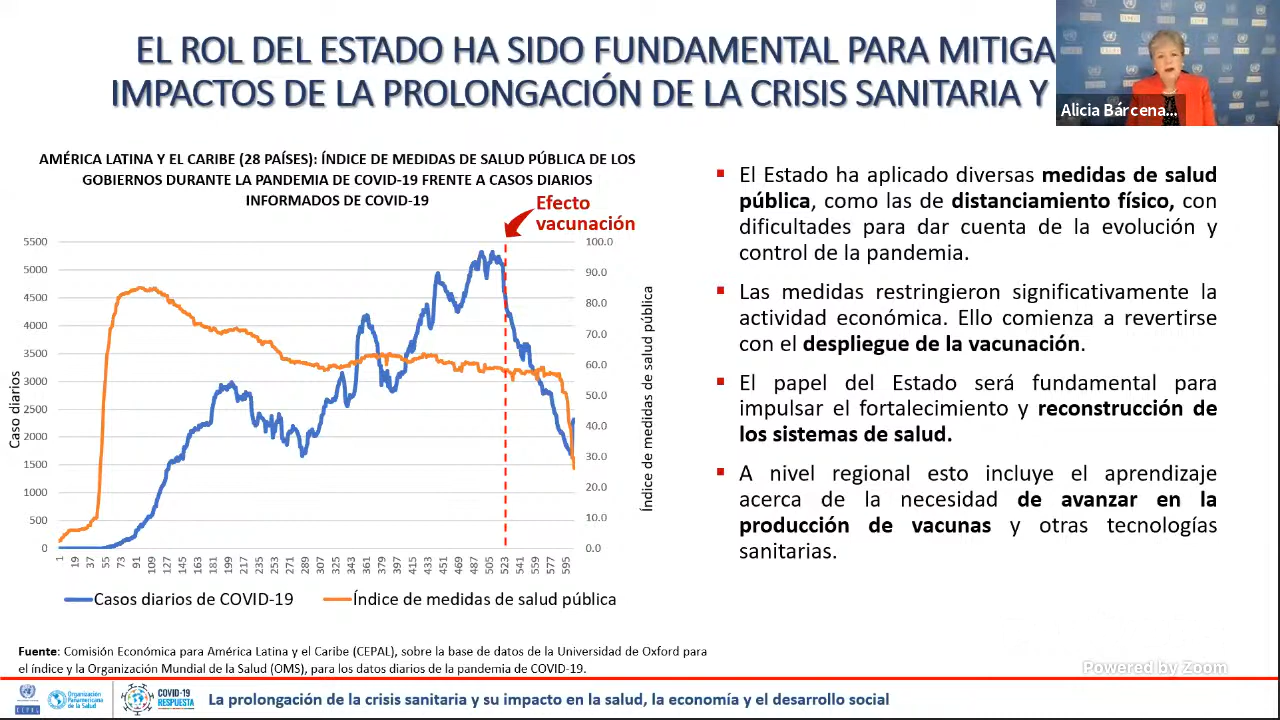 EL ROL DEL ESTADO HA SIDO FUNDAMENTAL PARA MITIGA
IMPACTOS DE LA PROLONGACIÓN DE LA CRISIS SANITARIA Y
Alicia Bárcena...
AMÉRICA LATINA Y EL CARIBE (28 PAÍSES): ÍNDICE DE MEDIDAS DE SALUD PÚBLICA DE LOS
GOBIERNOS DURANTE LA PANDEMIA DE COVID-19 FRENTE A CASOS DIARIOS
INFORMADOS DE COVID-19
Efecto
vacunación
5500
5000
4500
4000
3500
3000
2500
2000
1500
1000
500
0
Caso diarios
100.0
90.0
80.0
70.0
60.0
50.0
40.0
30.0
20.0
10.0
0.0
Índice de medidas de salud pública
1 19 37 55 73 91 109 127 145 163 181 199 217 235 253 271 289 307 325 343 361 379 397 415 433 451 469 487 505 523 541 559 577 595
Casos diarios de COVID-19
Índice de medidas de salud pública
▪ El Estado ha aplicado diversas medidas de salud
pública, como las de distanciamiento físico, con
dificultades para dar cuenta de la evolución y
control de la pandemia.
▪ Las medidas restringieron significativamente la
actividad económica. Ello comienza a revertirse
con el despliegue de la vacunación.
▪ El papel del Estado será fundamental para
impulsar el fortalecimiento y reconstrucción de
los sistemas de salud.
▪ A nivel regional esto incluye el aprendizaje
acerca de la necesidad de avanzar en la
producción de vacunas y otras tecnologías
sanitarias.
Fuente: Comisión Económica para América Latina y el Caribe (CEPAL), sobre la base de datos de la Universidad de Oxford para
el índice y la Organización Mundial de la Salud (OMS), para los datos diarios de la pandemia de COVID-19.
Powered by Zoom
CEPAL
Organización
Panamericana
de la Salud
COVID-19
RESPUESTA
La prolongación de la crisis sanitaria y su impacto en la salud, la economía y el desarrollo social